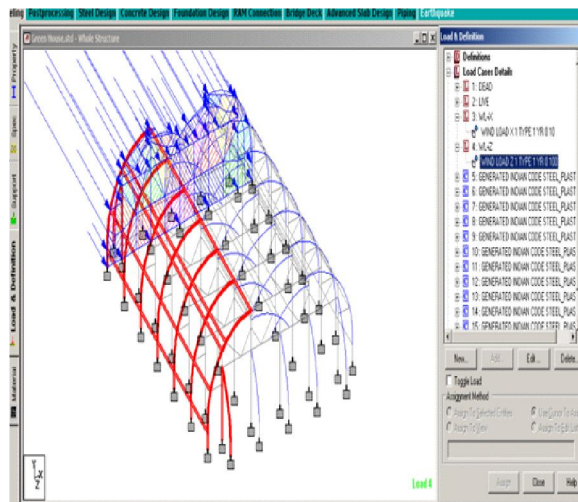 eling Postprocessing Steel Design Concrete Design Foundation Design RAM Connection Bridge Deck Advanced Slab Design Piping Earthquake
Green House.std - Whole Structure
Load & Definition
Property
Spec
Support
Load & Definition
Material
Definitions
Load Cases Details
1: DEAD
2: LIVE
3: WL+X
WIND LOAD X 1 TYPE 1 YR 0 10
4: WL+Z
WIND LOAD Z 1 TYPE 1 YR 0 100
5: GENERATED INDIAN CODE STEEL_PLAST
6: GENERATED INDIAN CODE STEEL_PLAS
7: GENERATED INDIAN CODE STEEL_PLAS
8: GENERATED INDIAN CODE STEEL_PLAS
9: GENERATED INDIAN CODE STEEL_PLAS
10: GENERATED INDIAN CODE STEEL_PLAS
11: GENERATED INDIAN CODE STEEL_PLAS
12: GENERATED INDIAN CODE STEEL_PLAS
13: GENERATED INDIAN CODE STEEL_PLAS
14: GENERATED INDIAN CODE STEEL_PLAS
15: GENERATED INDIAN CODE STEEL_PLAS
New... Add... Edit... Delete...
Toggle Load
Assignment Method
Assign To Selected Entities Use Cursor To Ass
Assign To View Assign To Edit List
Assign Close Help
Y
X
Z
Load 4